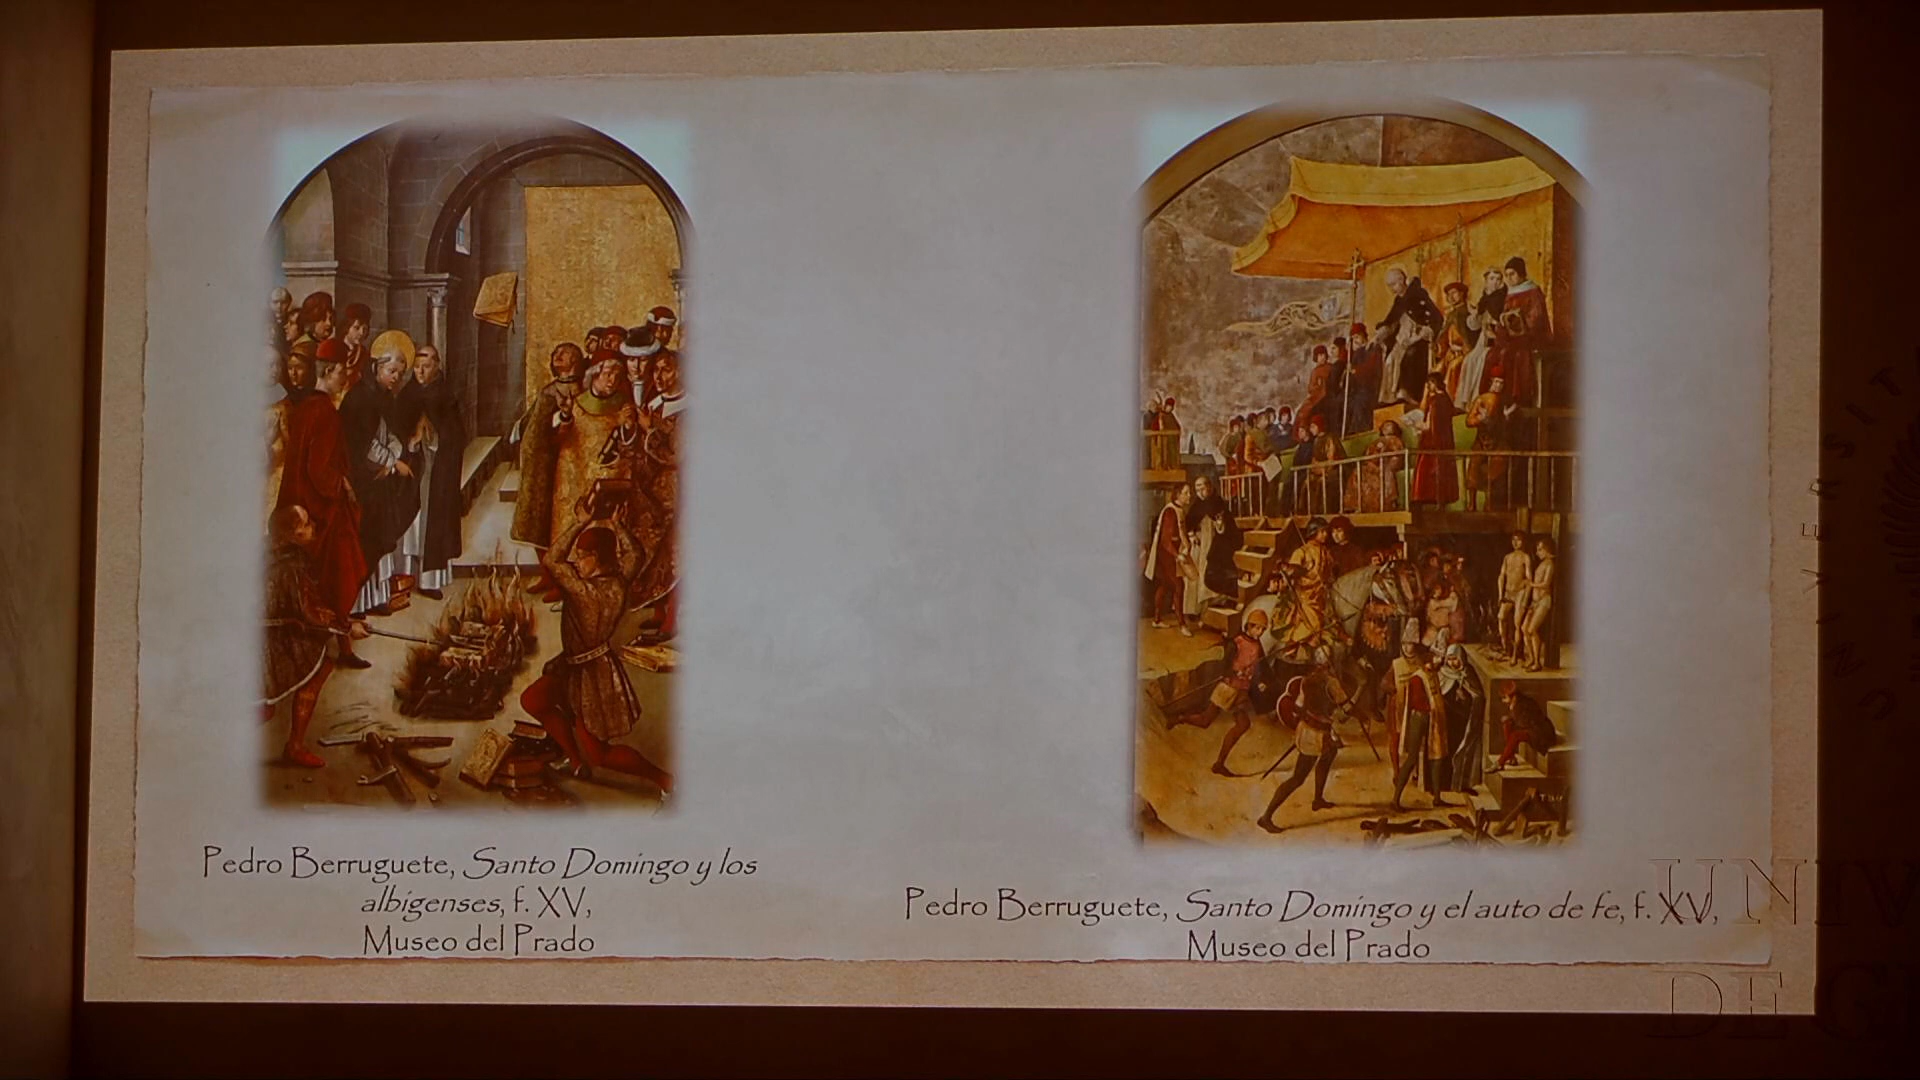 Pedro Berruguete, Santo Domingo y los
albigenses, f. XV,
Museo del Prado
Pedro Berruguete, Santo Domingo y el auto de fe, f. XV,
Museo del Prado
UNIV
DE G